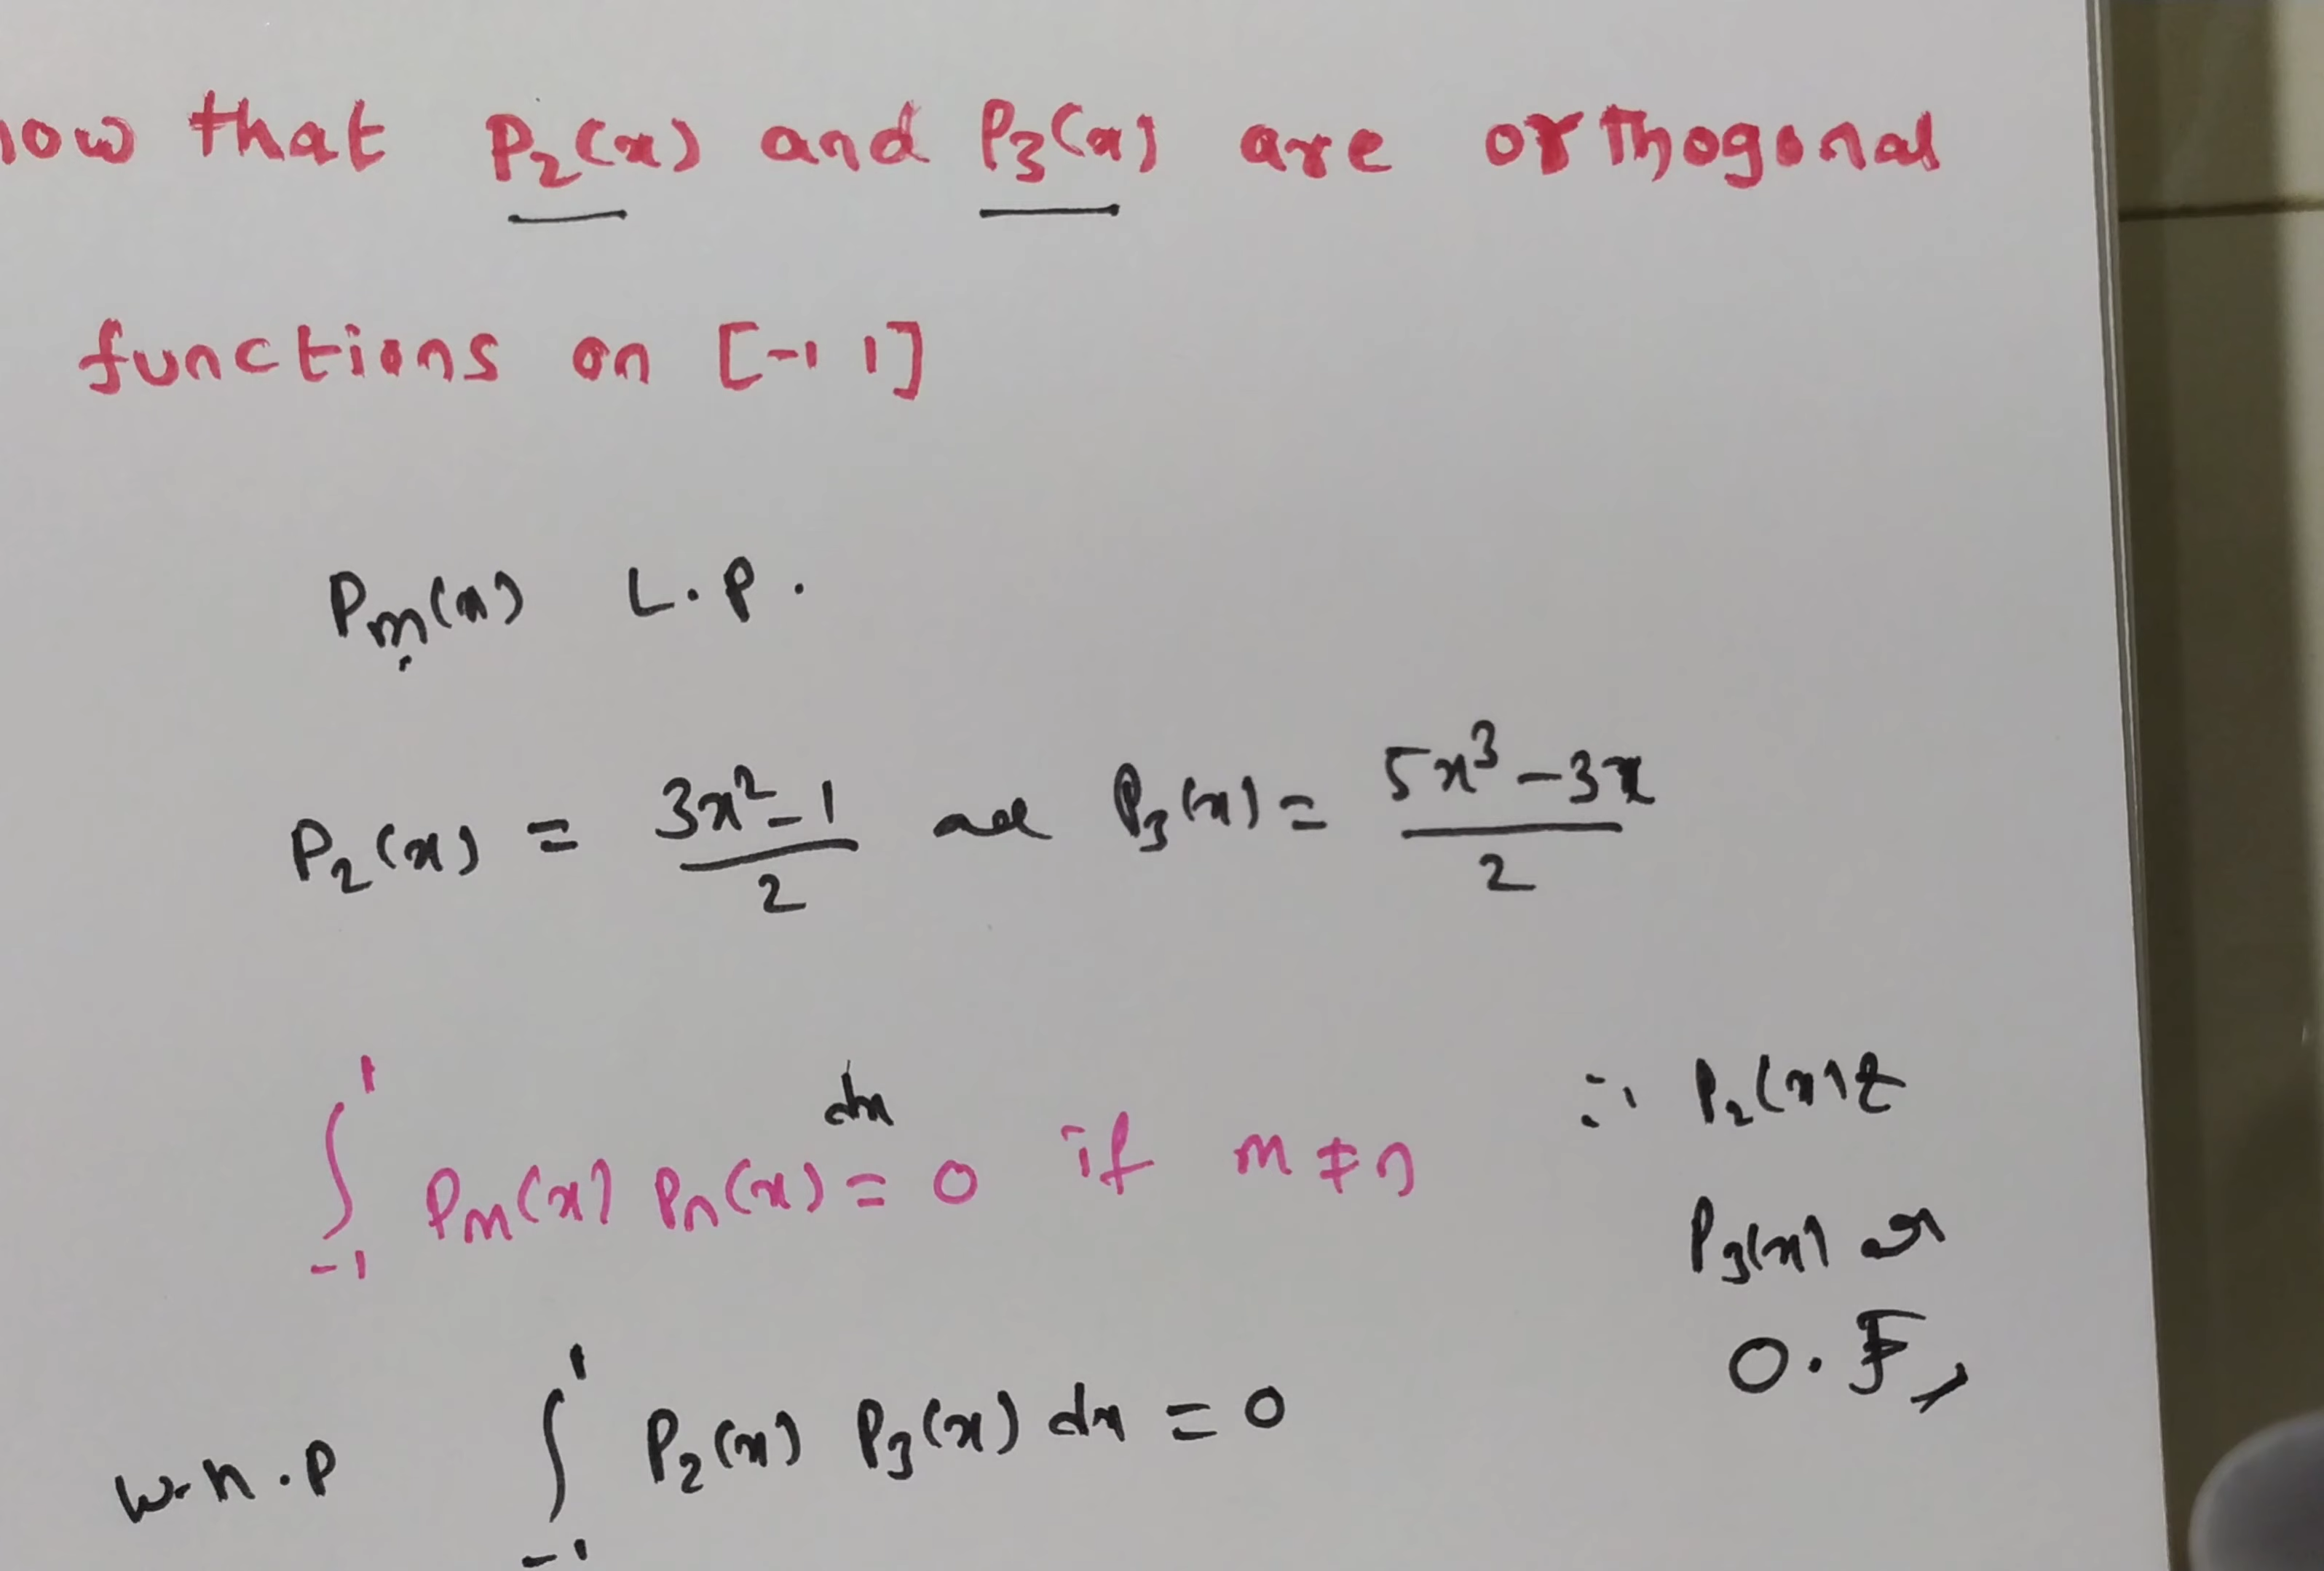 how that P₂(x) and P₃(x) are orthogonal
functions on [-1 1]
Pₘ(x) L.P.
P₂(x) = (3x²-1)/2 and P₃(x) = (5x³-3x)/2
∫₋₁¹ Pₘ(x) Pₙ(x) dx = 0 if m ≠ n
∴ P₂(x) &
P₃(x) are
O.F,
W.h.P ∫₋₁¹ P₂(x) P₃(x) dx = 0